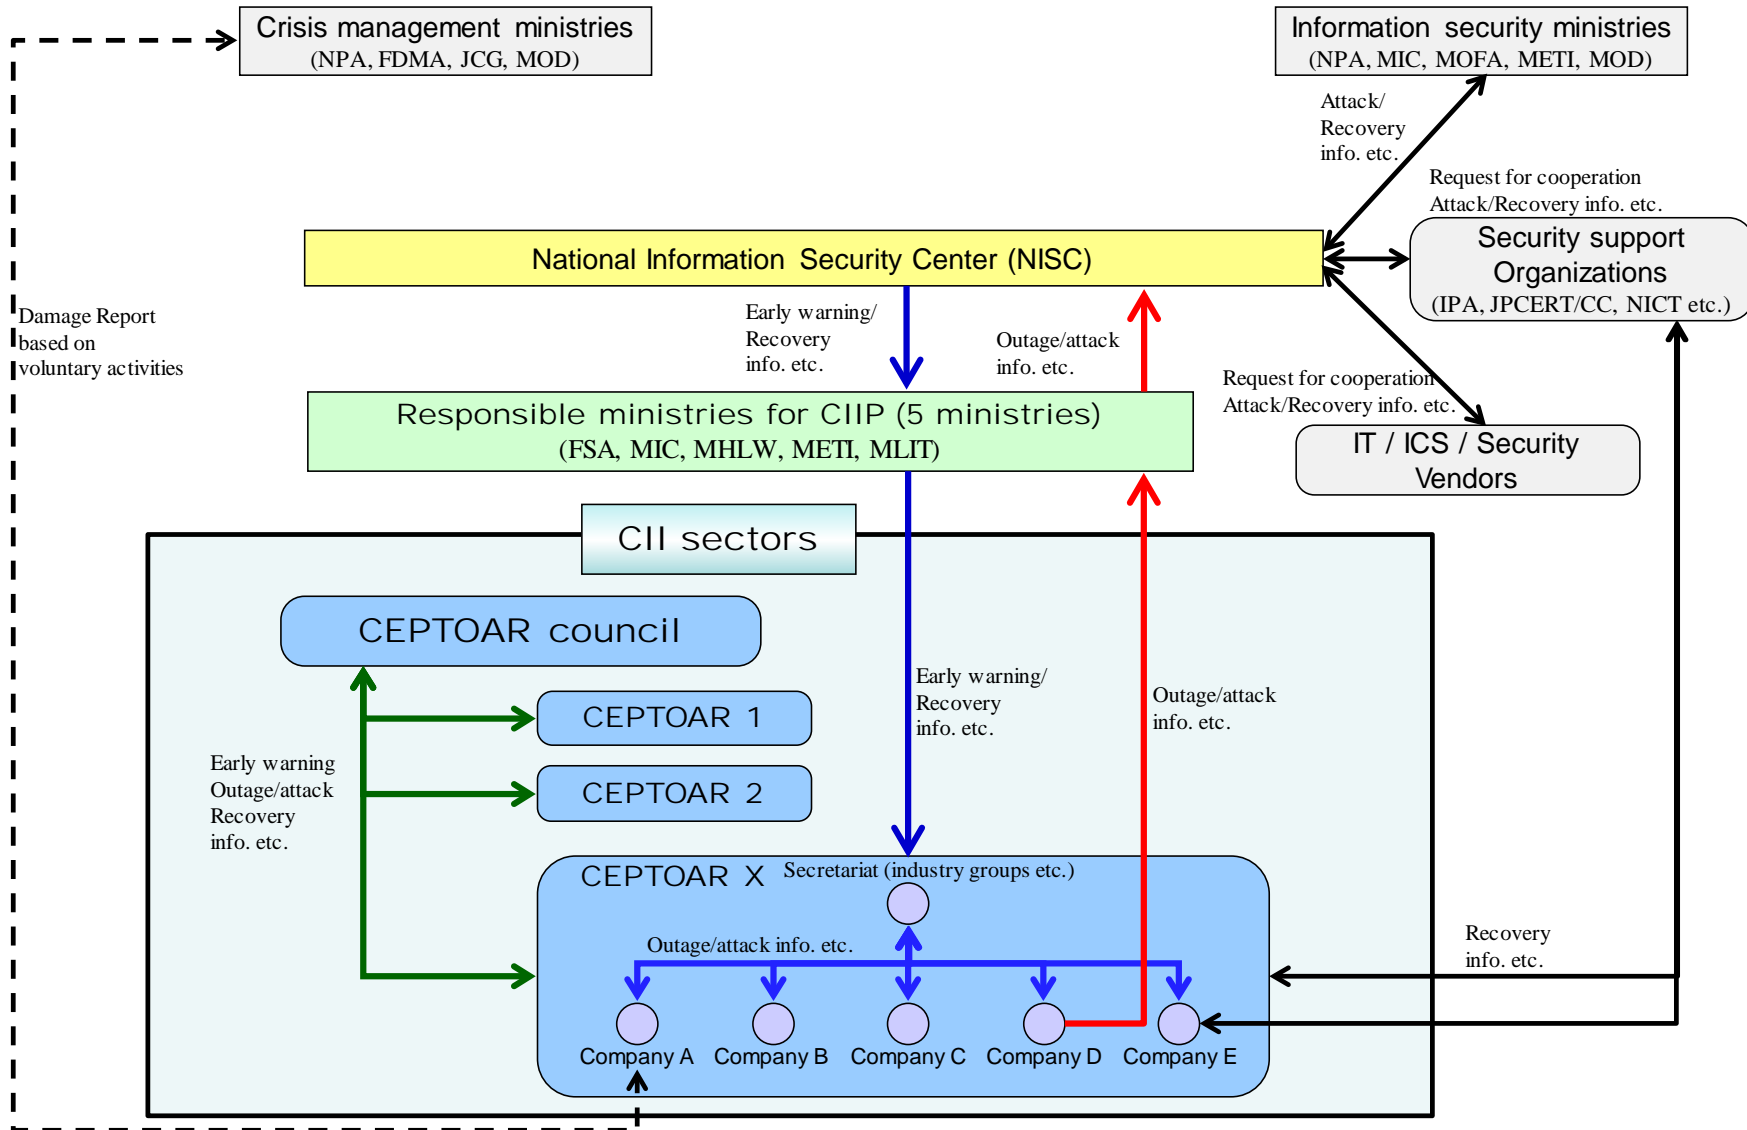 Crisis management ministries
(NPA, FDMA, JCG, MOD)
Information security ministries
(NPA, MIC, MOFA, METI, MOD)
Attack/
Recovery
info. etc.
Request for cooperation
Attack/Recovery info. etc.
National Information Security Center (NISC)
Security support
Organizations
(IPA, JPCERT/CC, NICT etc.)
Damage Report
based on
voluntary activities
Early warning/
Recovery
info. etc.
Outage/attack
info. etc.
Request for cooperation
Attack/Recovery info. etc.
Responsible ministries for CIIP (5 ministries)
(FSA, MIC, MHLW, METI, MLIT)
IT / ICS / Security
Vendors
CII sectors
CEPTOAR council
Early warning/
Recovery
info. etc.
Outage/attack
info. etc.
CEPTOAR 1
CEPTOAR 2
Early warning
Outage/attack
Recovery
info. etc.
CEPTOAR X
Secretariat (industry groups etc.)
Outage/attack info. etc.
Recovery
info. etc.
Company A
Company B
Company C
Company D
Company E